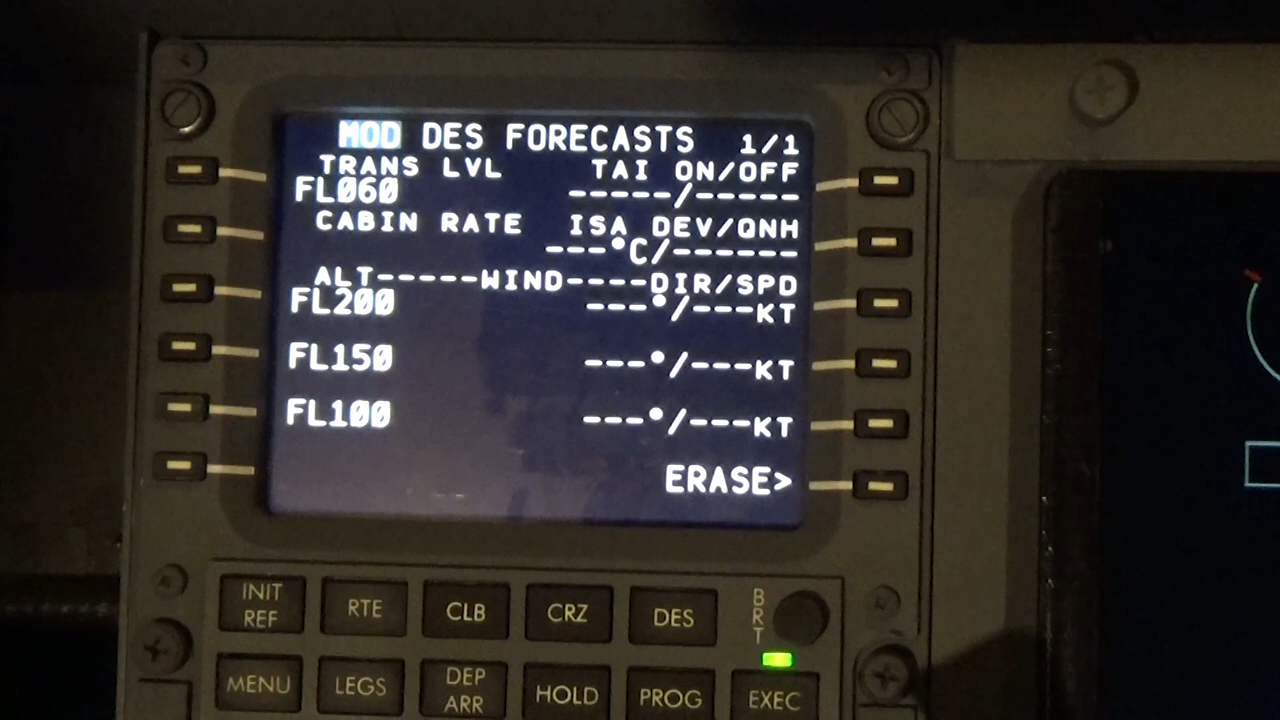 MOD DES FORECASTS 1/1
TRANS LVL TAI ON/OFF
FL060 -----/-----
CABIN RATE ISA DEV/QNH
---°C/------
ALT-----WIND----DIR/SPD
FL200 ---°/---KT
FL150 ---°/---KT
FL100 ---°/---KT
ERASE>
INIT REF RTE CLB CRZ DES BRT
MENU LEGS DEP ARR HOLD PROG EXEC